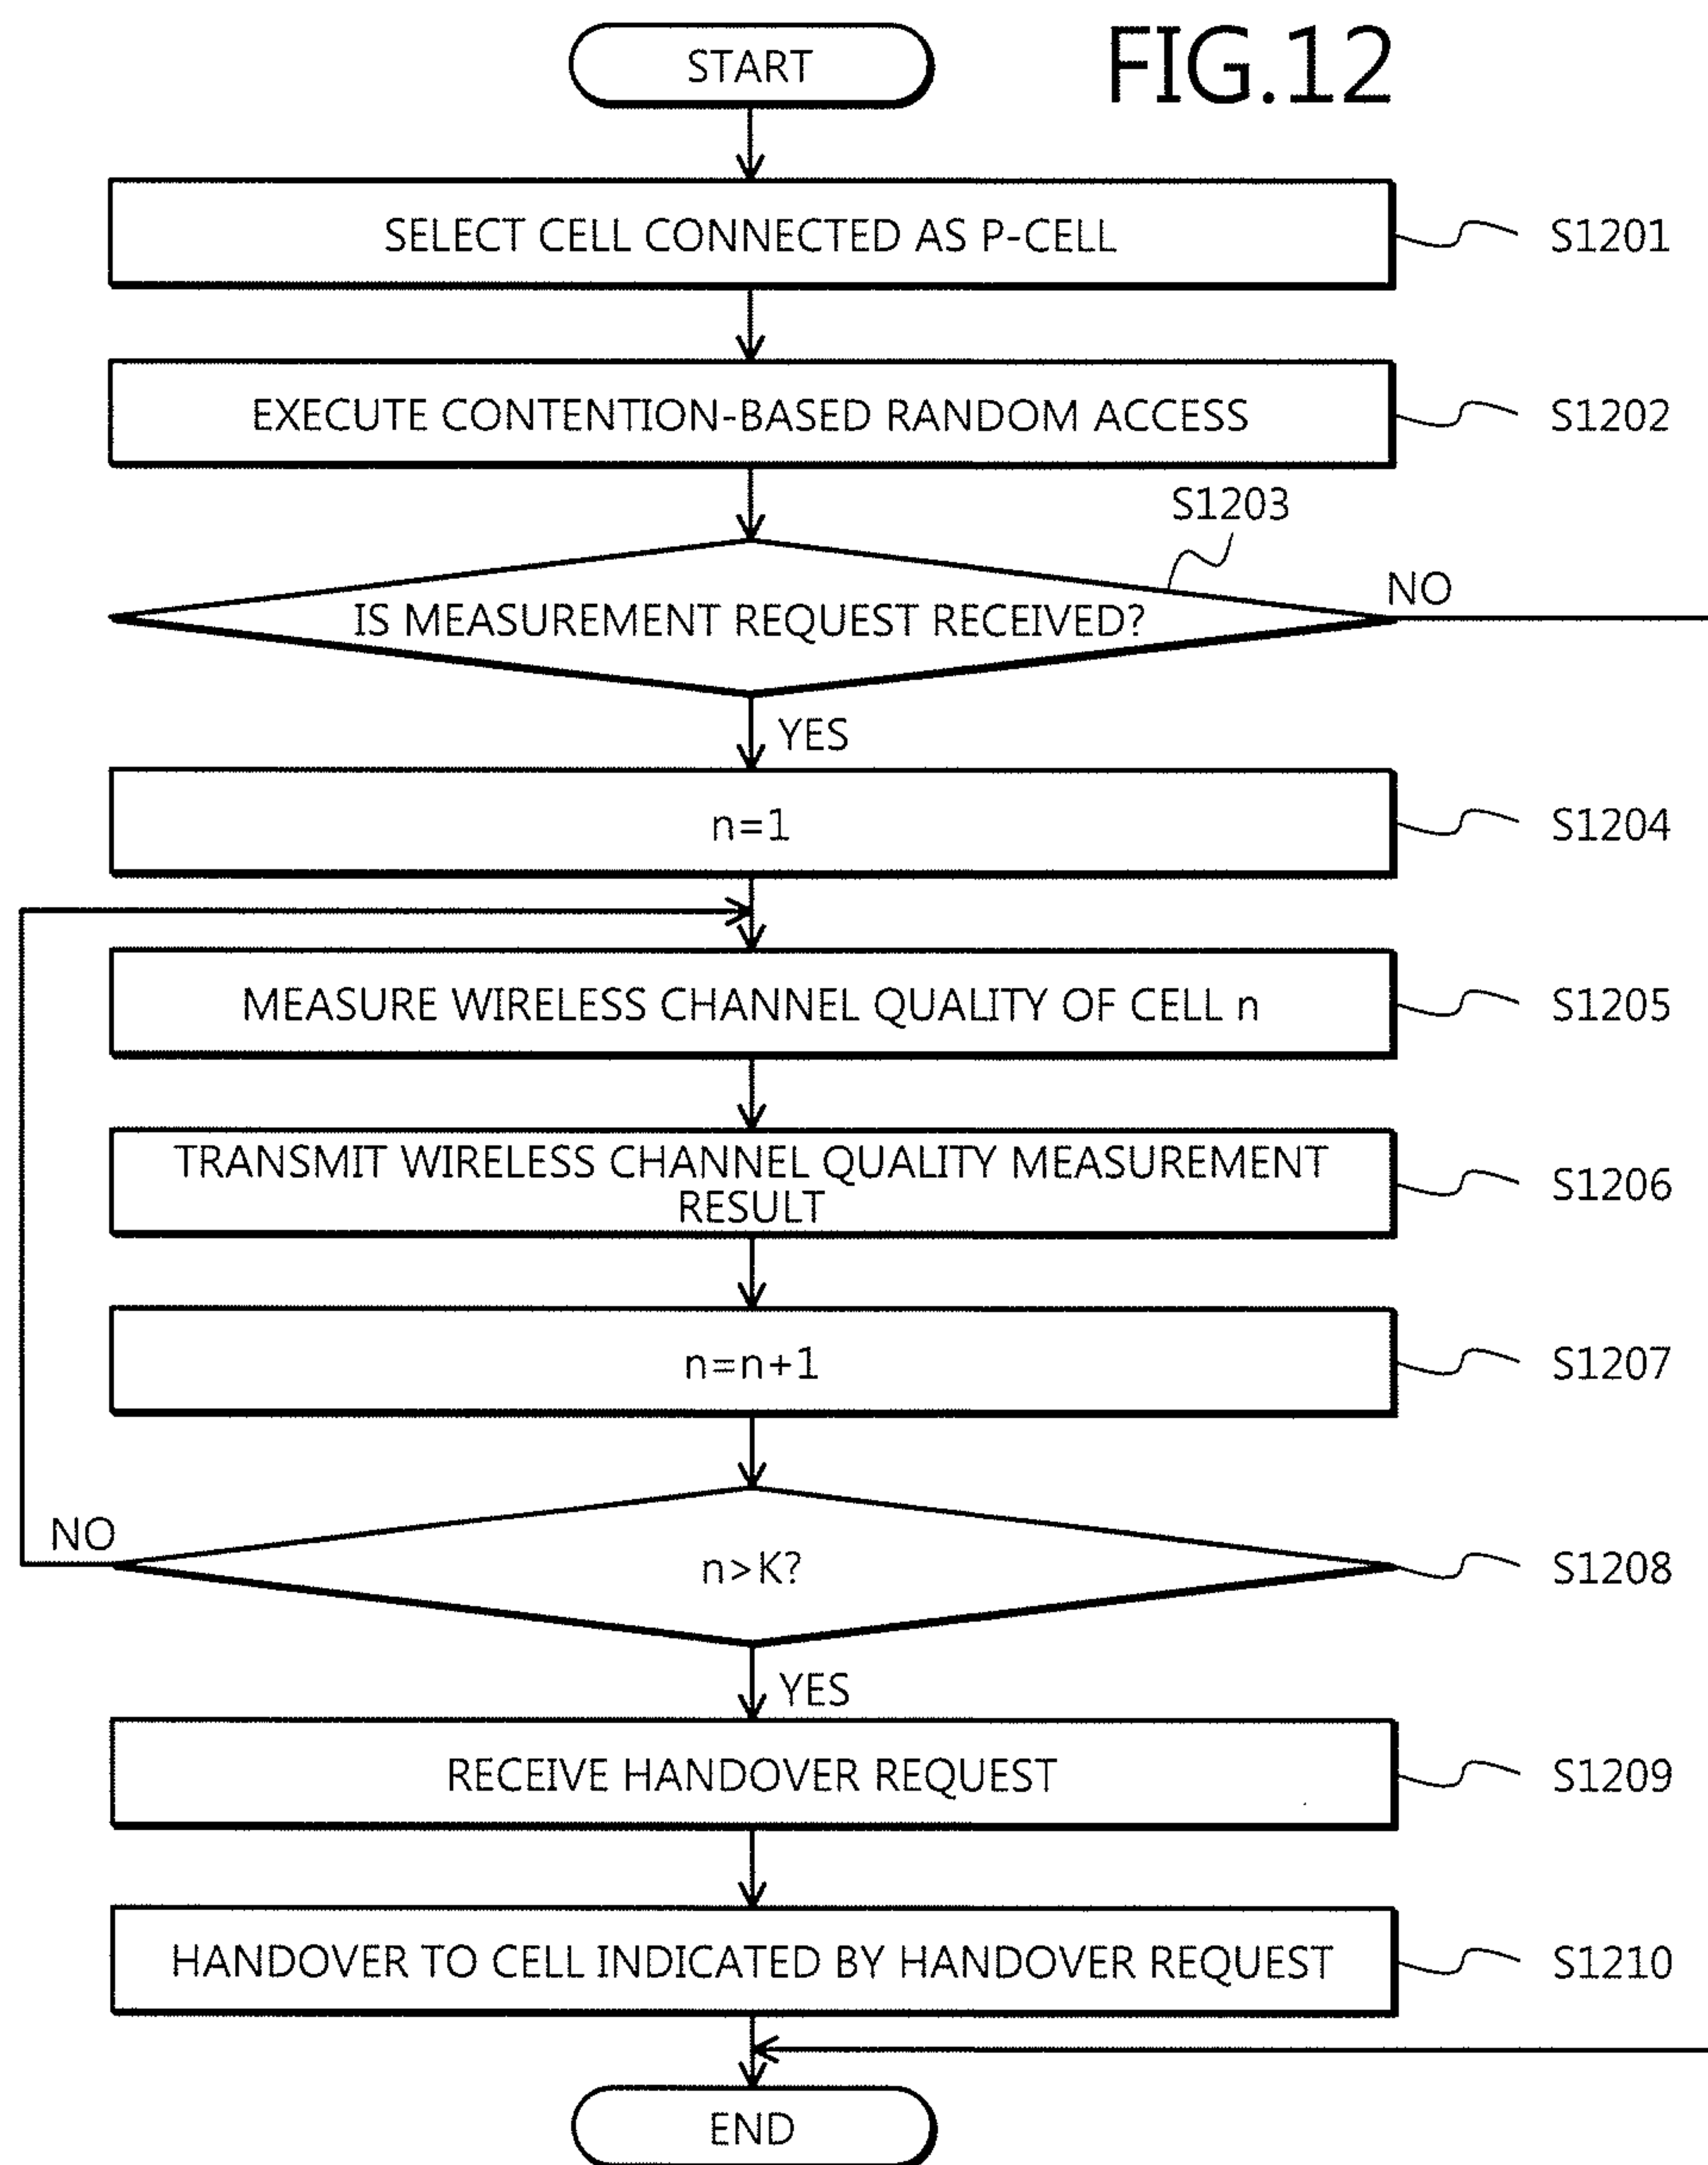 FIG.12
START
SELECT CELL CONNECTED AS P-CELL
S1201
EXECUTE CONTENTION-BASED RANDOM ACCESS
S1202
S1203
IS MEASUREMENT REQUEST RECEIVED?
NO
YES
n=1
S1204
MEASURE WIRELESS CHANNEL QUALITY OF CELL n
S1205
TRANSMIT WIRELESS CHANNEL QUALITY MEASUREMENT
RESULT
S1206
n=n+1
S1207
NO
n>K?
S1208
YES
RECEIVE HANDOVER REQUEST
S1209
HANDOVER TO CELL INDICATED BY HANDOVER REQUEST
S1210
END